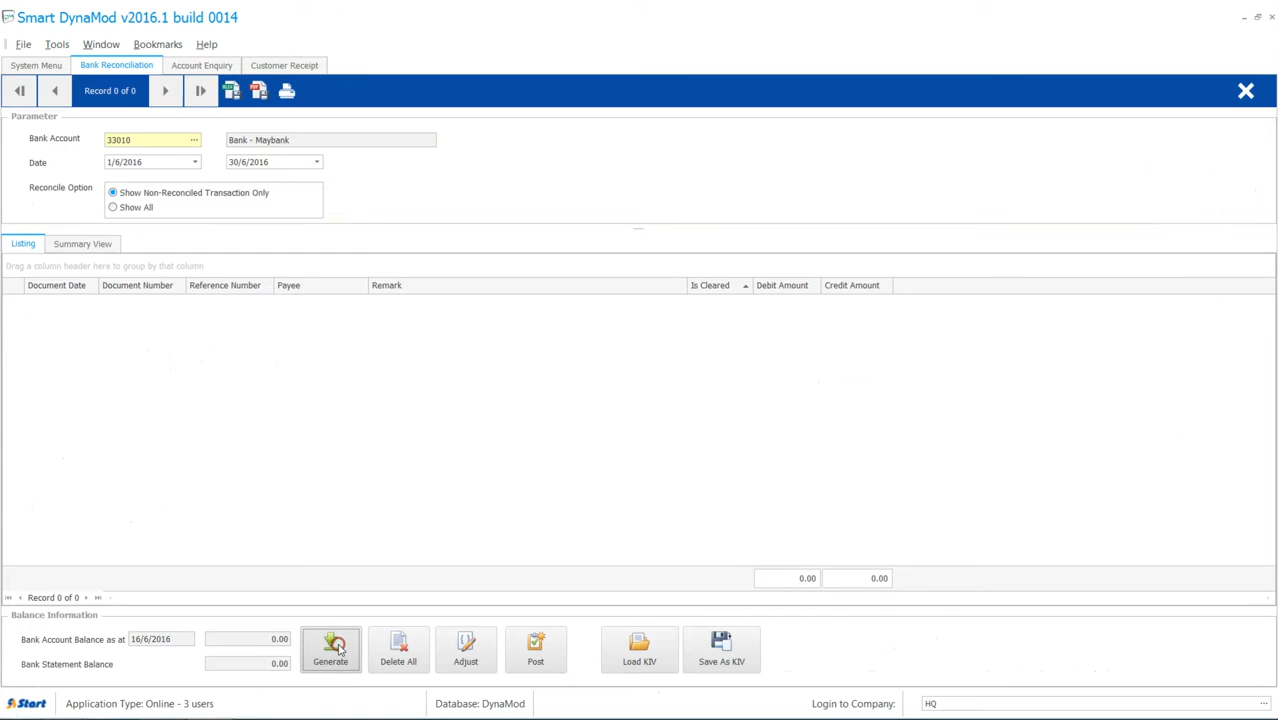 Smart DynaMod v2016.1 build 0014
File Tools Window Bookmarks Help
System Menu Bank Reconciliation Account Enquiry Customer Receipt
Record 0 of 0
Parameter
Bank Account 33010 ... Bank - Maybank
Date 1/6/2016 30/6/2016
Reconcile Option Show Non-Reconciled Transaction Only
Show All
Listing Summary View
Drag a column header here to group by that column
Document Date Document Number Reference Number Payee Remark Is Cleared Debit Amount Credit Amount
0.00 0.00
Record 0 of 0
Balance Information
Bank Account Balance as at 16/6/2016 0.00
Bank Statement Balance 0.00
Generate Delete All Adjust Post Load KIV Save As KIV
Start Application Type: Online - 3 users Database: DynaMod Login to Company: HQ ...